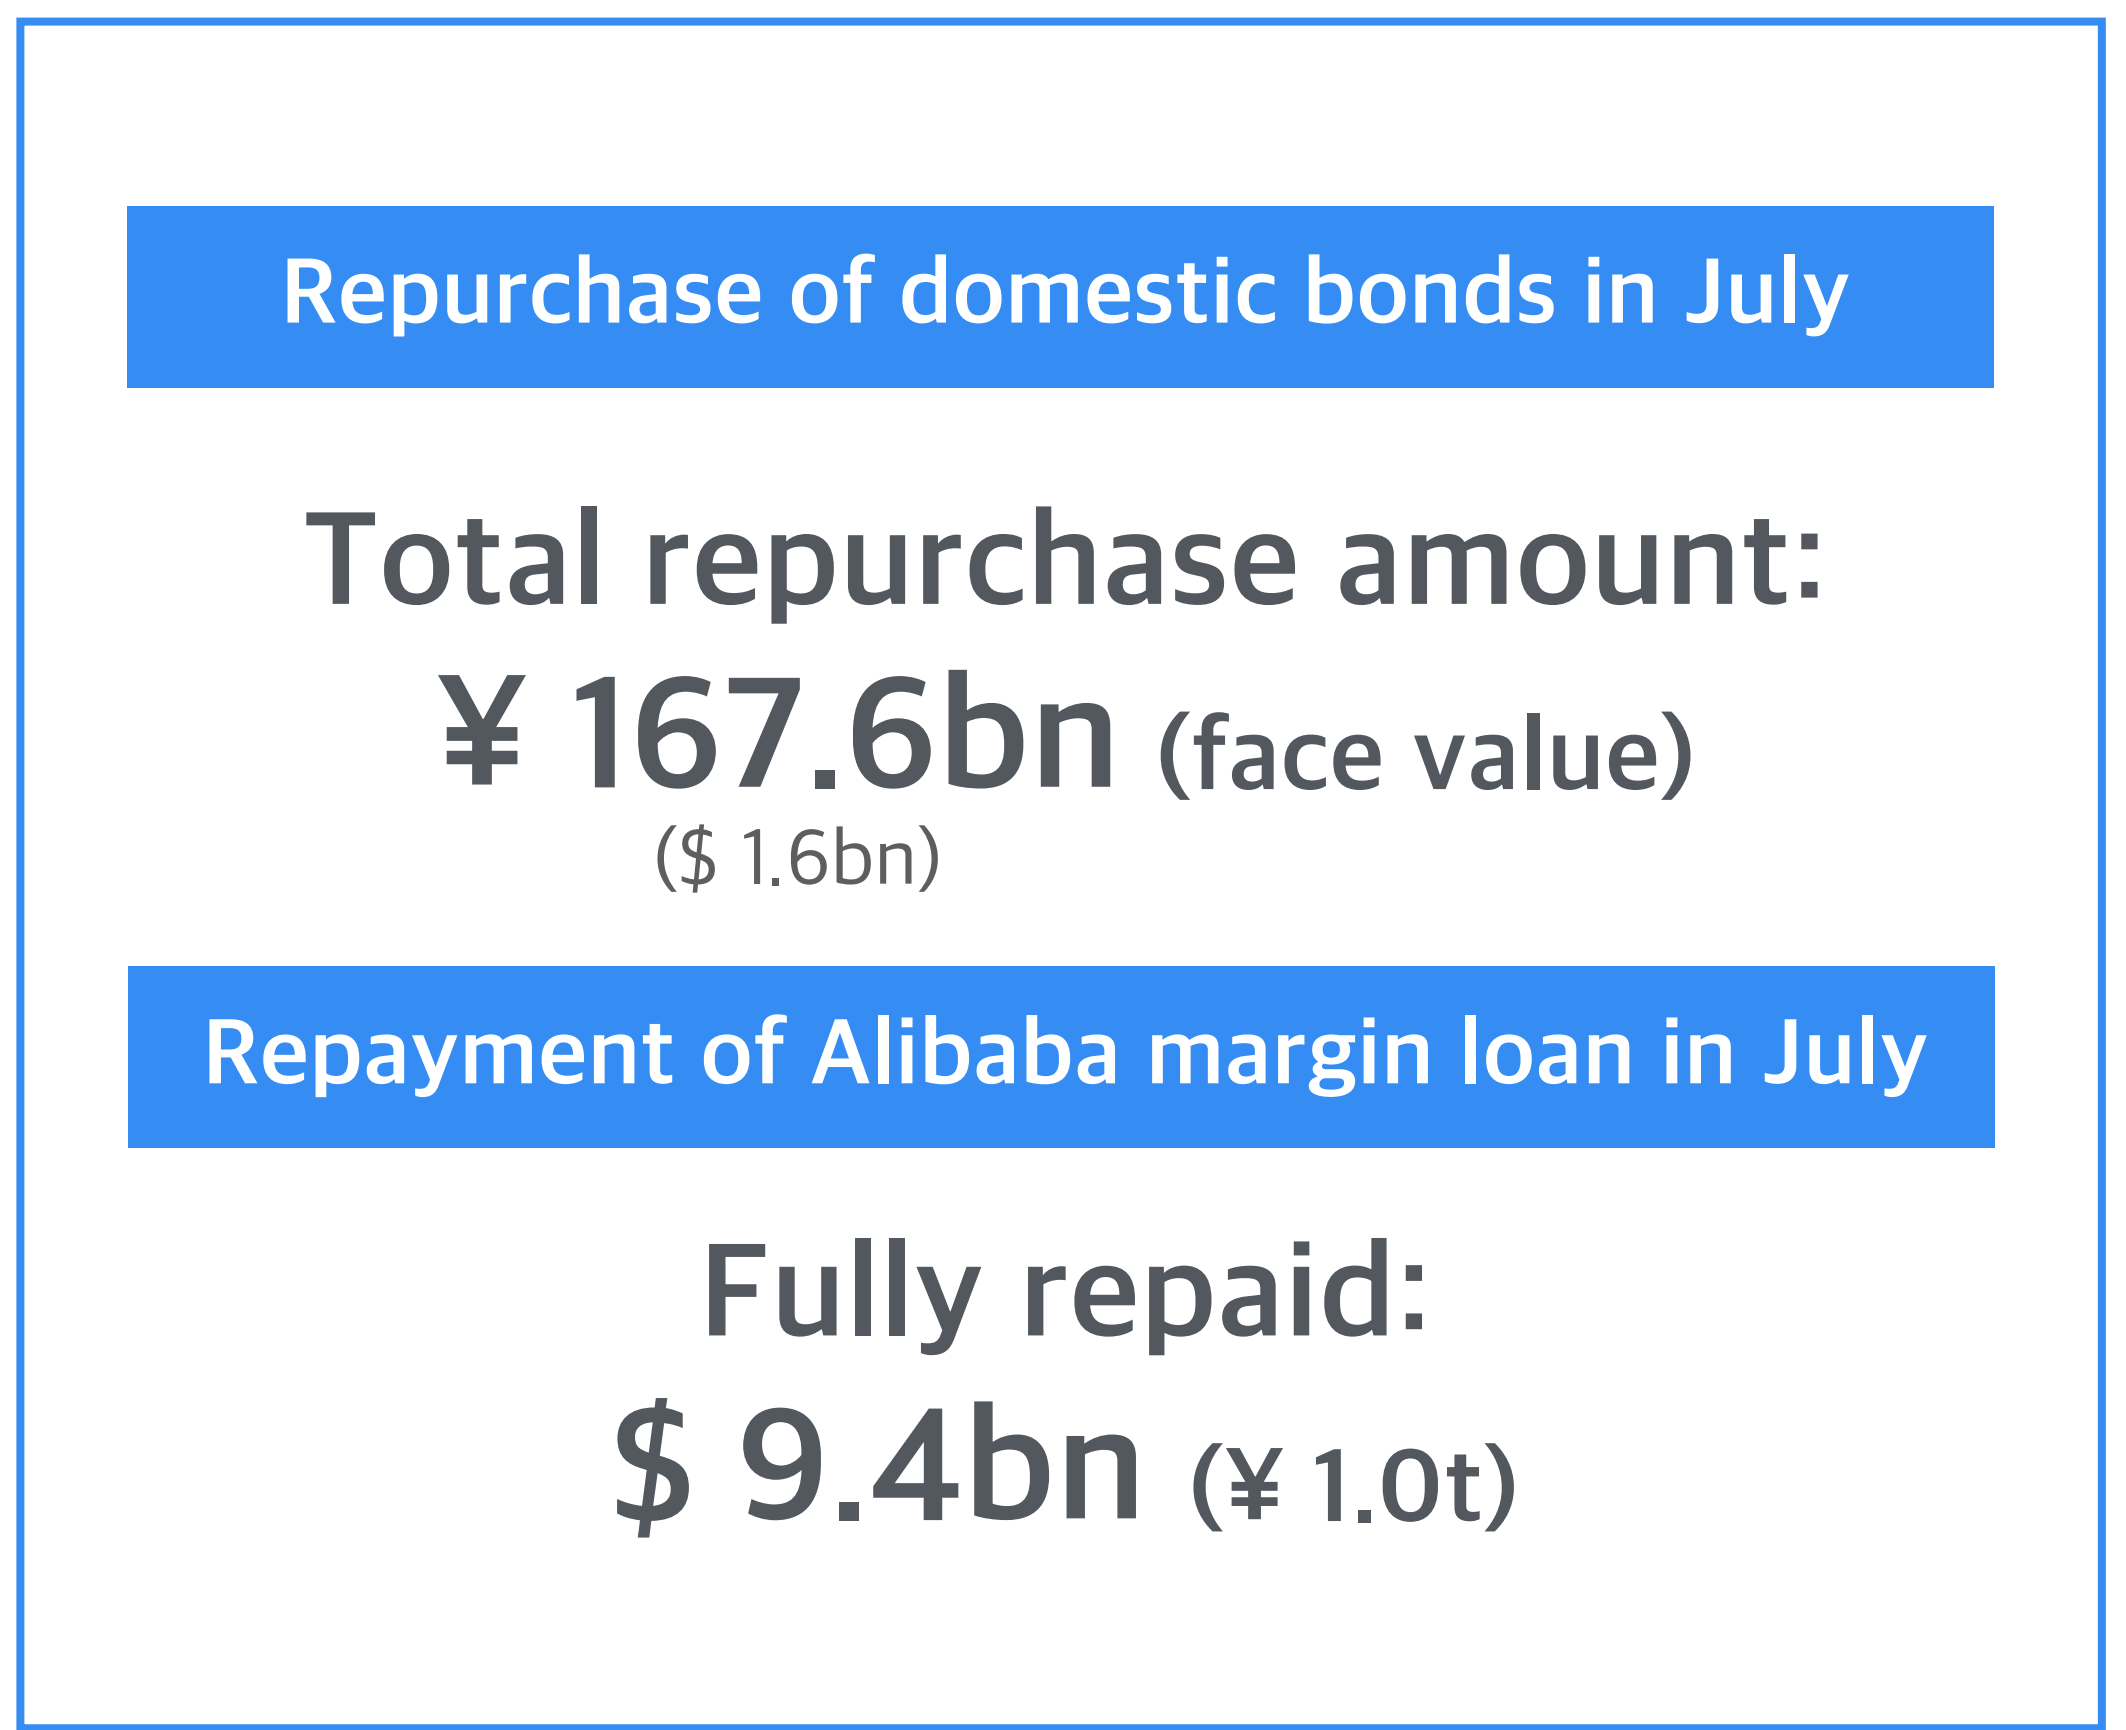 Repurchase of domestic bonds in July
Total repurchase amount:
¥ 167.6bn (face value)
($ 1.6bn)
Repayment of Alibaba margin loan in July
Fully repaid:
$ 9.4bn (¥ 1.0t)